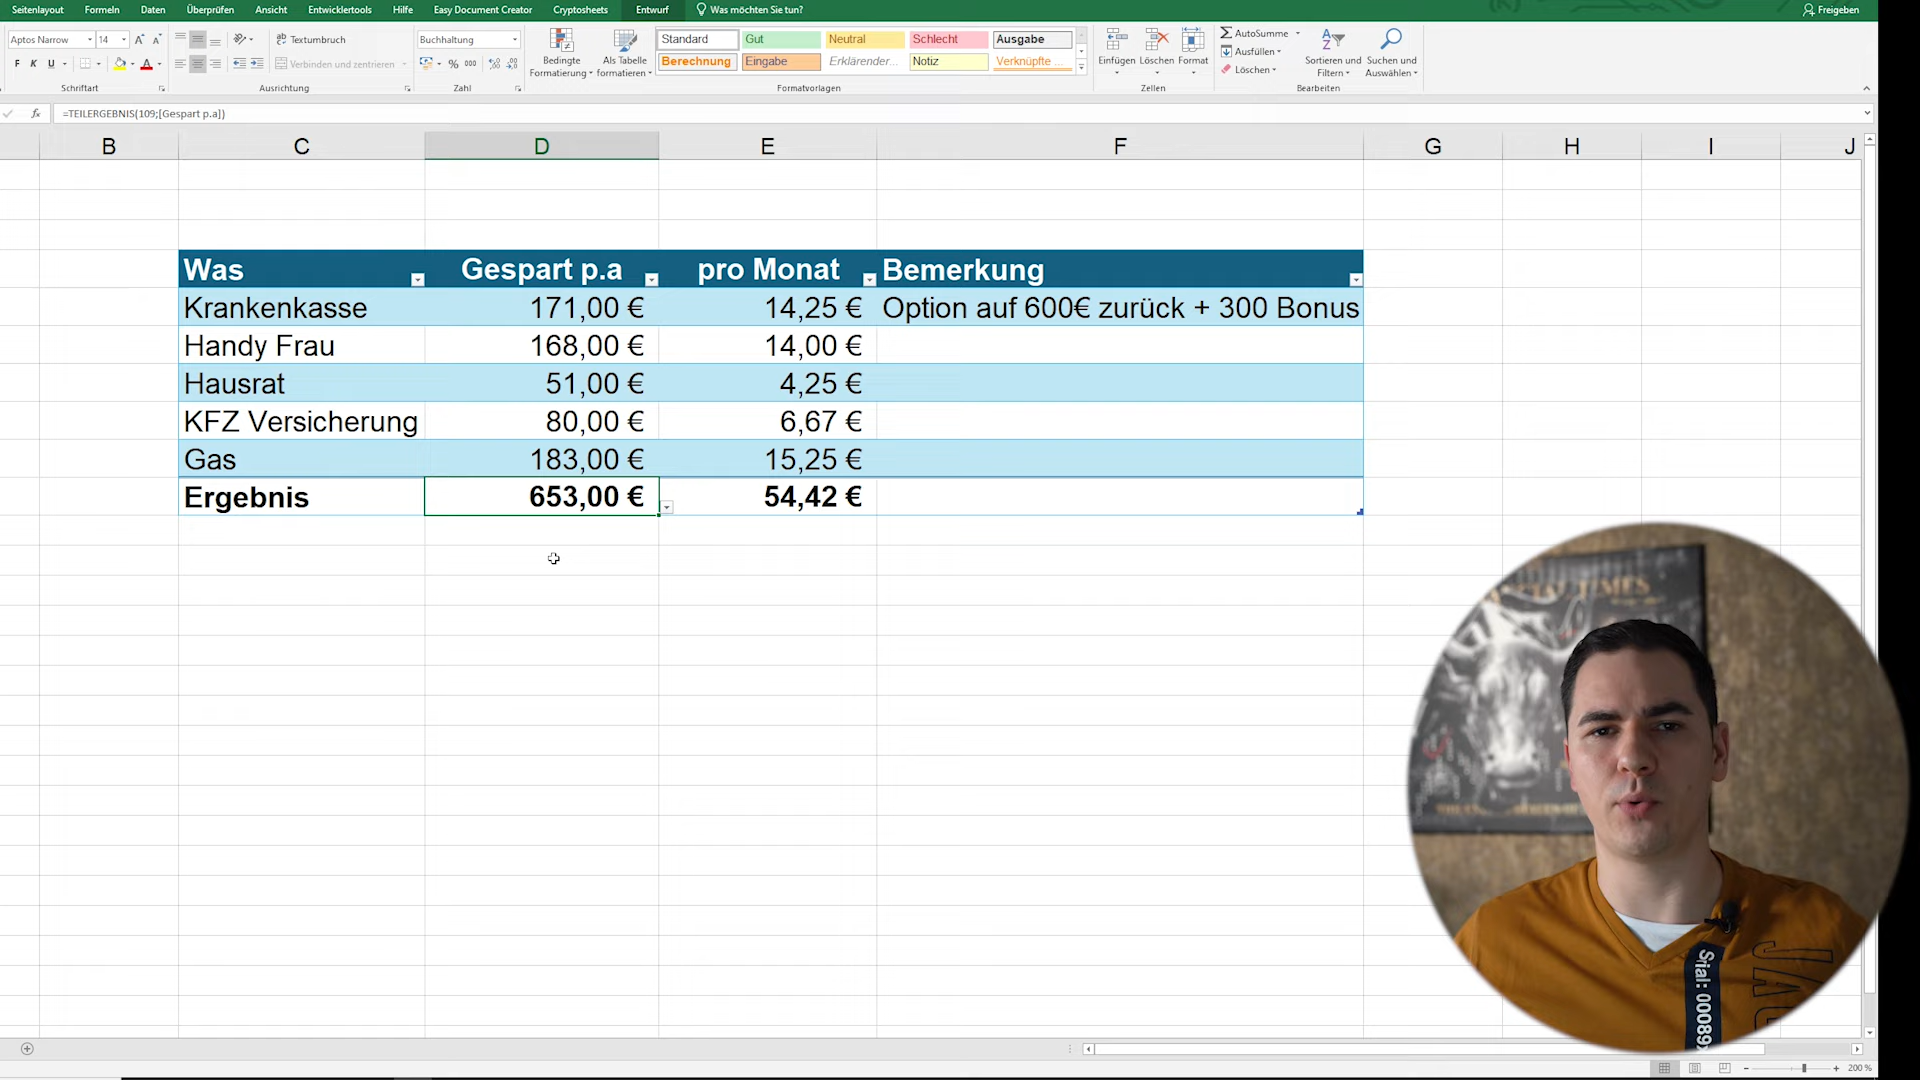 Seitenlayout Formeln Daten Überprüfen Ansicht Entwicklertools Hilfe Easy Document Creator Cryptosheets Entwurf Was möchten Sie tun? Freigeben
Aptos Narrow 14 Textumbruch Buchhaltung
F K U Verbinden und zentrieren % 000
Bedingte Formatierung
Als Tabelle formatieren
Standard Gut Neutral Schlecht Ausgabe
Berechnung Eingabe Erklärender... Notiz Verknüpfte ...
Einfügen Löschen Format
AutoSumme
Ausfüllen
Löschen
Sortieren und Filtern
Suchen und Auswählen
Schriftart Ausrichtung Zahl Formatvorlagen Zellen Bearbeiten
fx =TEILERGEBNIS(109;[Gespart p.a])
B C D E F G H I J
Was Gespart p.a pro Monat Bemerkung
Krankenkasse 171,00 € 14,25 € Option auf 600€ zurück + 300 Bonus
Handy Frau 168,00 € 14,00 €
Hausrat 51,00 € 4,25 €
KFZ Versicherung 80,00 € 6,67 €
Gas 183,00 € 15,25 €
Ergebnis 653,00 € 54,42 €
200 %